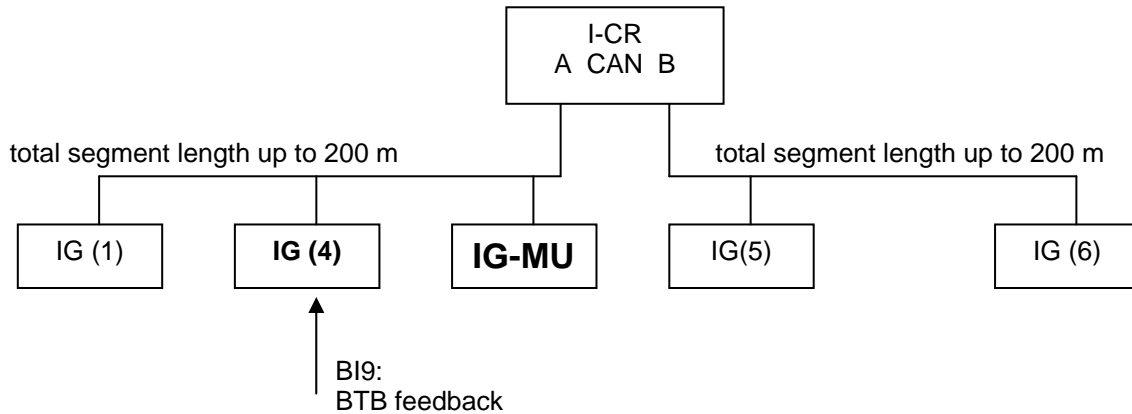 I-CR
A CAN B
total segment length up to 200 m
total segment length up to 200 m
IG (1)
IG (4)
IG-MU
IG(5)
IG (6)
BI9:
BTB feedback